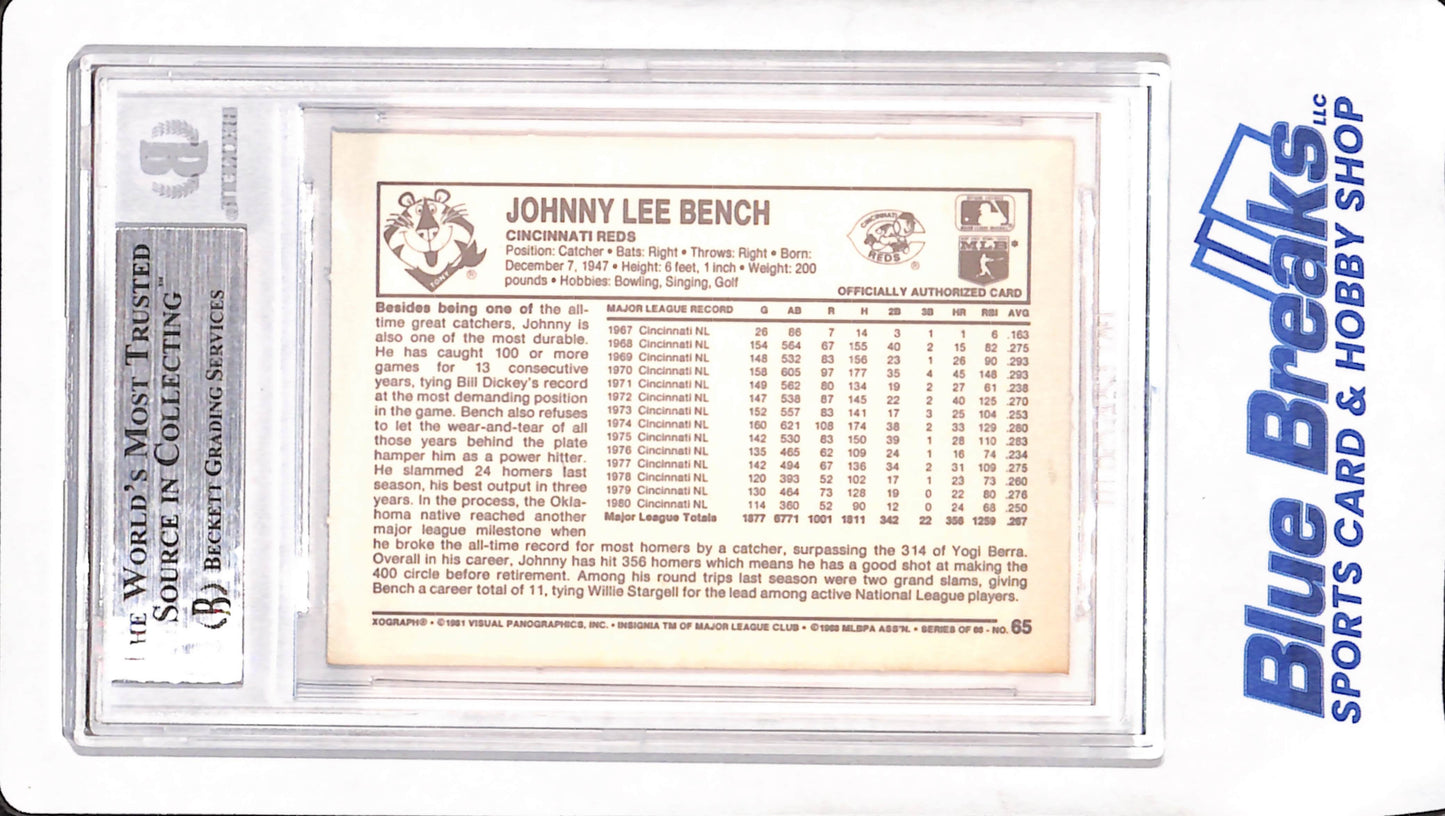 BECKETT
THE WORLD'S MOST TRUSTED
SOURCE IN COLLECTING™
BECKETT GRADING SERVICES
TONY
®
JOHNNY LEE BENCH
CINCINNATI REDS
Position: Catcher • Bats: Right • Throws: Right • Born:
December 7, 1947 • Height: 6 feet, 1 inch • Weight: 200
pounds • Hobbies: Bowling, Singing, Golf
CINCINNATI
REDS
®
MLB
OFFICIALLY AUTHORIZED CARD
Besides being one of the all-
time great catchers, Johnny is
also one of the most durable.
He has caught 100 or more
games for 13 consecutive
years, tying Bill Dickey's record
at the most demanding position
in the game. Bench also refuses
to let the wear-and-tear of all
those years behind the plate
hamper him as a power hitter.
He slammed 24 homers last
season, his best output in three
years. In the process, the Okla-
homa native reached another
major league milestone when
he broke the all-time record for most homers by a catcher, surpassing the 314 of Yogi Berra.
Overall in his career, Johnny has hit 356 homers which means he has a good shot at making the
400 circle before retirement. Among his round trips last season were two grand slams, giving
Bench a career total of 11, tying Willie Stargell for the lead among active National League players.
MAJOR LEAGUE RECORD G AB R H 2B 3B HR RBI AVG
1967 Cincinnati NL 26 86 7 14 3 1 1 6 .163
1968 Cincinnati NL 154 564 67 155 40 2 15 82 .275
1969 Cincinnati NL 148 532 83 156 23 1 26 90 .293
1970 Cincinnati NL 158 605 97 177 35 4 45 148 .293
1971 Cincinnati NL 149 562 80 134 19 2 27 61 .238
1972 Cincinnati NL 147 538 87 145 22 2 40 125 .270
1973 Cincinnati NL 152 557 83 141 17 3 25 104 .253
1974 Cincinnati NL 160 621 108 174 38 2 33 129 .280
1975 Cincinnati NL 142 530 83 150 39 1 28 110 .283
1976 Cincinnati NL 135 465 62 109 24 1 16 74 .234
1977 Cincinnati NL 142 494 67 136 34 2 31 109 .275
1978 Cincinnati NL 120 393 52 102 17 1 23 73 .260
1979 Cincinnati NL 130 464 73 128 19 0 22 80 .276
1980 Cincinnati NL 114 360 52 90 12 0 24 68 .250
Major League Totals 1877 6771 1001 1811 342 22 356 1259 .267
XOGRAPH® • ©1981 VISUAL PANOGRAPHICS, INC. • INSIGNIA TM OF MAJOR LEAGUE CLUB • MLBPA ASS'N. • SERIES OF 66 - NO. 65
Blue Breaks LLC
SPORTS CARD & HOBBY SHOP